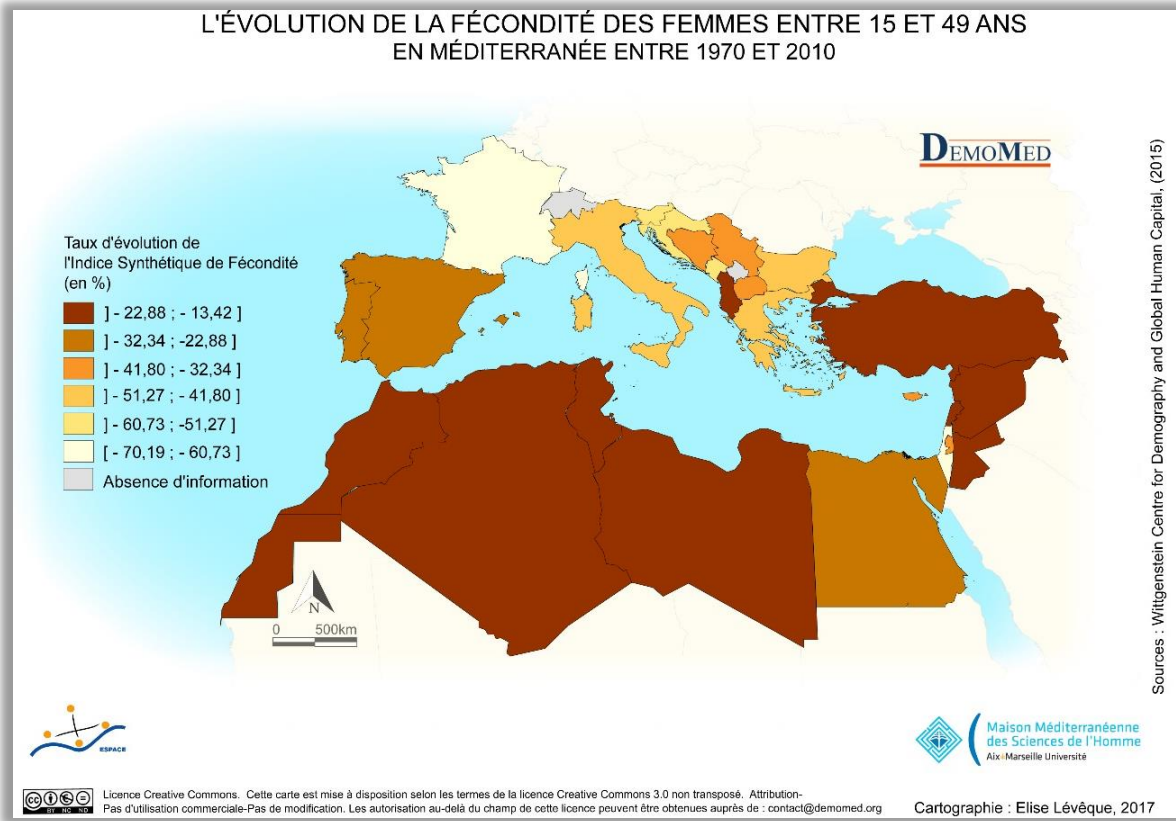 L'ÉVOLUTION DE LA FÉCONDITÉ DES FEMMES ENTRE 15 ET 49 ANS
EN MÉDITERRANÉE ENTRE 1970 ET 2010
DEMOMED
Sources : Wittgenstein Centre for Demography and Global Human Capital, (2015)
Taux d'évolution de
l'Indice Synthétique de Fécondité
(en %)
] - 22,88 ; - 13,42 ]
] - 32,34 ; -22,88 ]
] - 41,80 ; - 32,34 ]
] - 51,27 ; - 41,80 ]
] - 60,73 ; -51,27 ]
[ - 70,19 ; - 60,73 ]
Absence d'information
N
0 500km
ESPACE
Maison Méditerranéenne
des Sciences de l'Homme
Aix+Marseille Université
CC BY NC ND
Licence Creative Commons. Cette carte est mise à disposition selon les termes de la licence Creative Commons 3.0 non transposé. Attribution-
Pas d'utilisation commerciale-Pas de modification. Les autorisation au-delà du champ de cette licence peuvent être obtenues auprès de : contact@demomed.org
Cartographie : Elise Lévêque, 2017